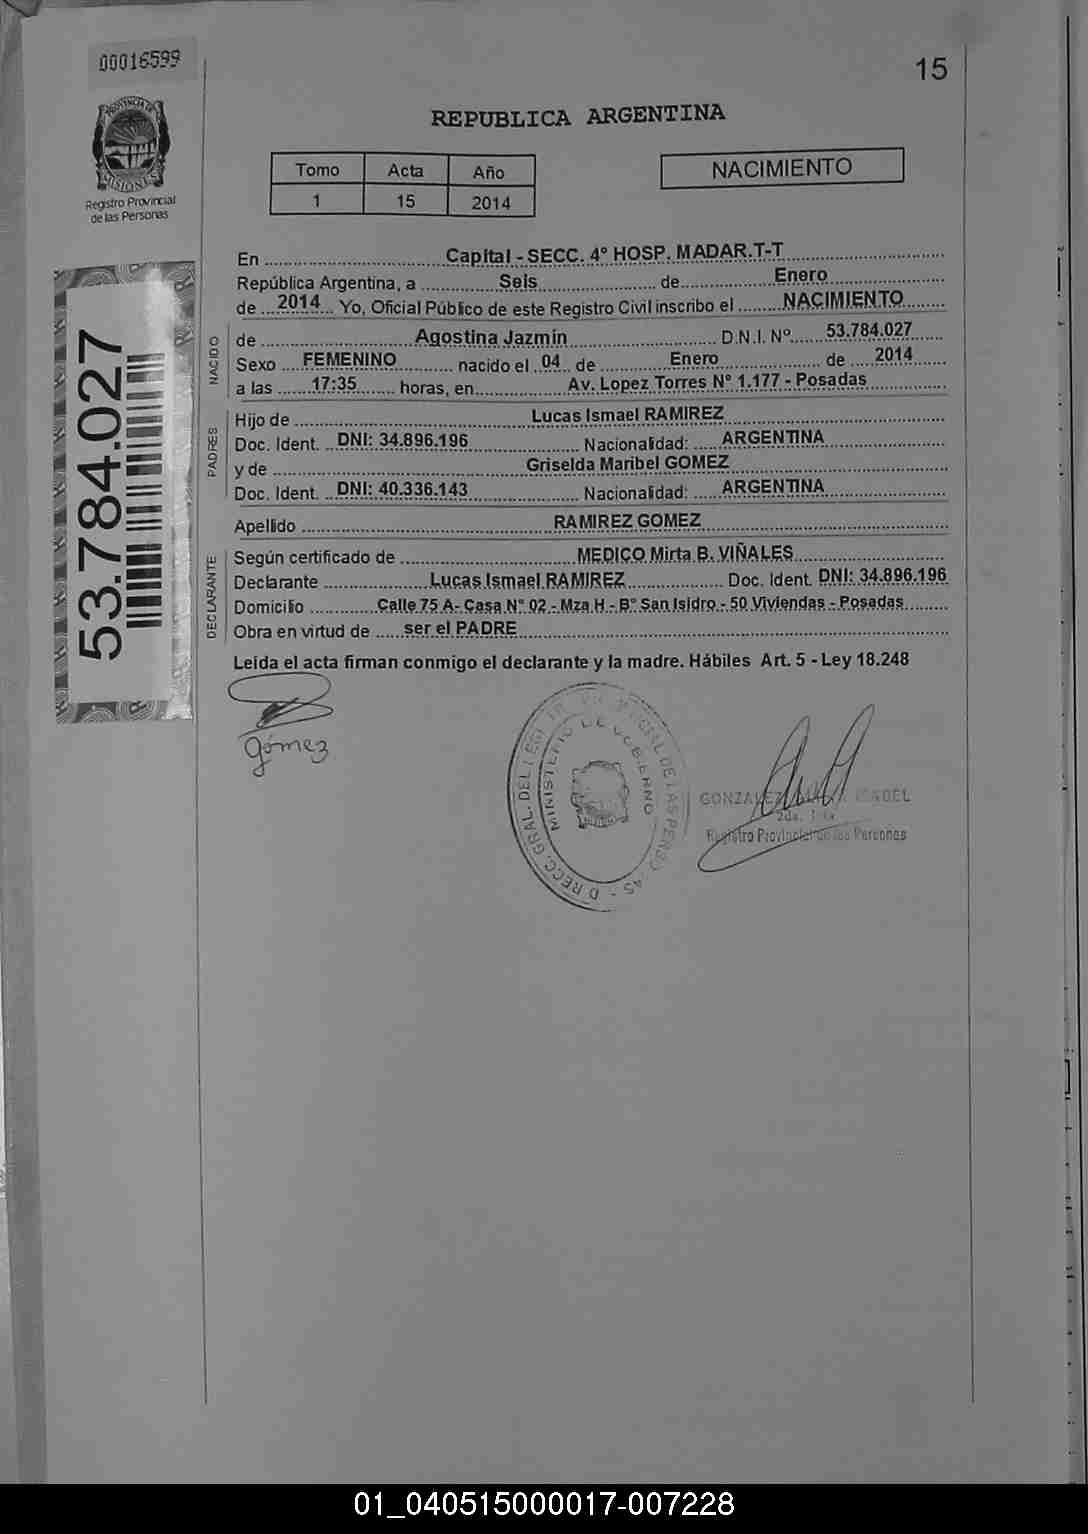 00016599
15
PROVINCIA DE
MISIONES
Registro Provincial
de las Personas
REPUBLICA ARGENTINA
Tomo Acta Año
1 15 2014
NACIMIENTO
53.784.027
En Capital - SECC. 4° HOSP. MADAR.T-T
República Argentina, a Seis de Enero
de 2014 Yo, Oficial Público de este Registro Civil inscribo el NACIMIENTO
NACIDO
de Agostina Jazmín D.N.I. N° 53.784.027
Sexo FEMENINO nacido el 04 de Enero de 2014
a las 17:35 horas, en Av. Lopez Torres N° 1.177 - Posadas
PADRES
Hijo de Lucas Ismael RAMIREZ
Doc. Ident. DNI: 34.896.196 Nacionalidad: ARGENTINA
y de Griselda Maribel GOMEZ
Doc. Ident. DNI: 40.336.143 Nacionalidad: ARGENTINA
Apellido RAMIREZ GOMEZ
DECLARANTE
Según certificado de MEDICO Mirta B. VIÑALES
Declarante Lucas Ismael RAMIREZ Doc. Ident. DNI: 34.896.196
Domicilio Calle 75 A- Casa N° 02 - Mza H - B° San Isidro - 50 Viviendas - Posadas
Obra en virtud de ser el PADRE
Leída el acta firman conmigo el declarante y la madre. Hábiles Art. 5 - Ley 18.248
gómez
MINISTERIO DE GOBIERNO
GONZALEZ
Registro Provincial de las Personas
01_040515000017-007228